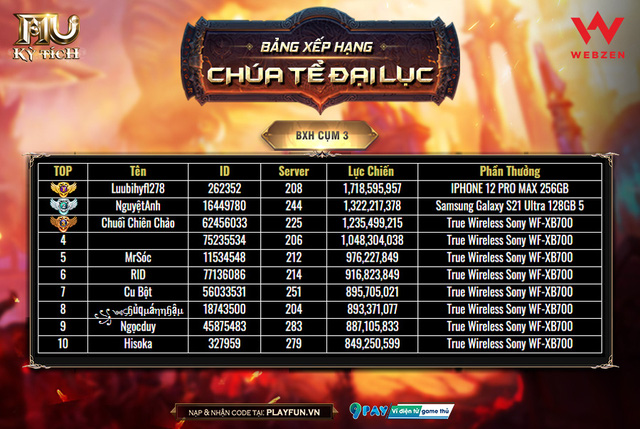 MU
KỲ TÍCH
WEBZEN
BẢNG XẾP HẠNG
CHÚA TỂ ĐẠI LỤC
BXH CỤM 3
TOP Tên ID Server Lực Chiến Phần Thưởng
Luubihyfl278 262352 208 1,718,595,957 IPHONE 12 PRO MAX 256GB
NguyệtÁnh 16449780 244 1,322,217,378 Samsung Galaxy S21 Ultra 128GB 5
Chuối Chiên Chảo 62456033 225 1,235,499,215 True Wireless Sony WF-XB700
4 75235534 206 1,048,304,038 True Wireless Sony WF-XB700
5 MrSóc 11534548 212 976,227,849 True Wireless Sony WF-XB700
6 RID 77136086 214 916,823,849 True Wireless Sony WF-XB700
7 Cu Bột 56033531 251 895,705,021 True Wireless Sony WF-XB700
8 18743500 204 893,371,077 True Wireless Sony WF-XB700
9 Ngọcduy 45875483 283 887,105,833 True Wireless Sony WF-XB700
10 Hisoka 327959 279 849,250,599 True Wireless Sony WF-XB700
NẠP & NHẬN CODE TẠI: PLAYFUN.VN
9PAY Ví điện tử game thủ